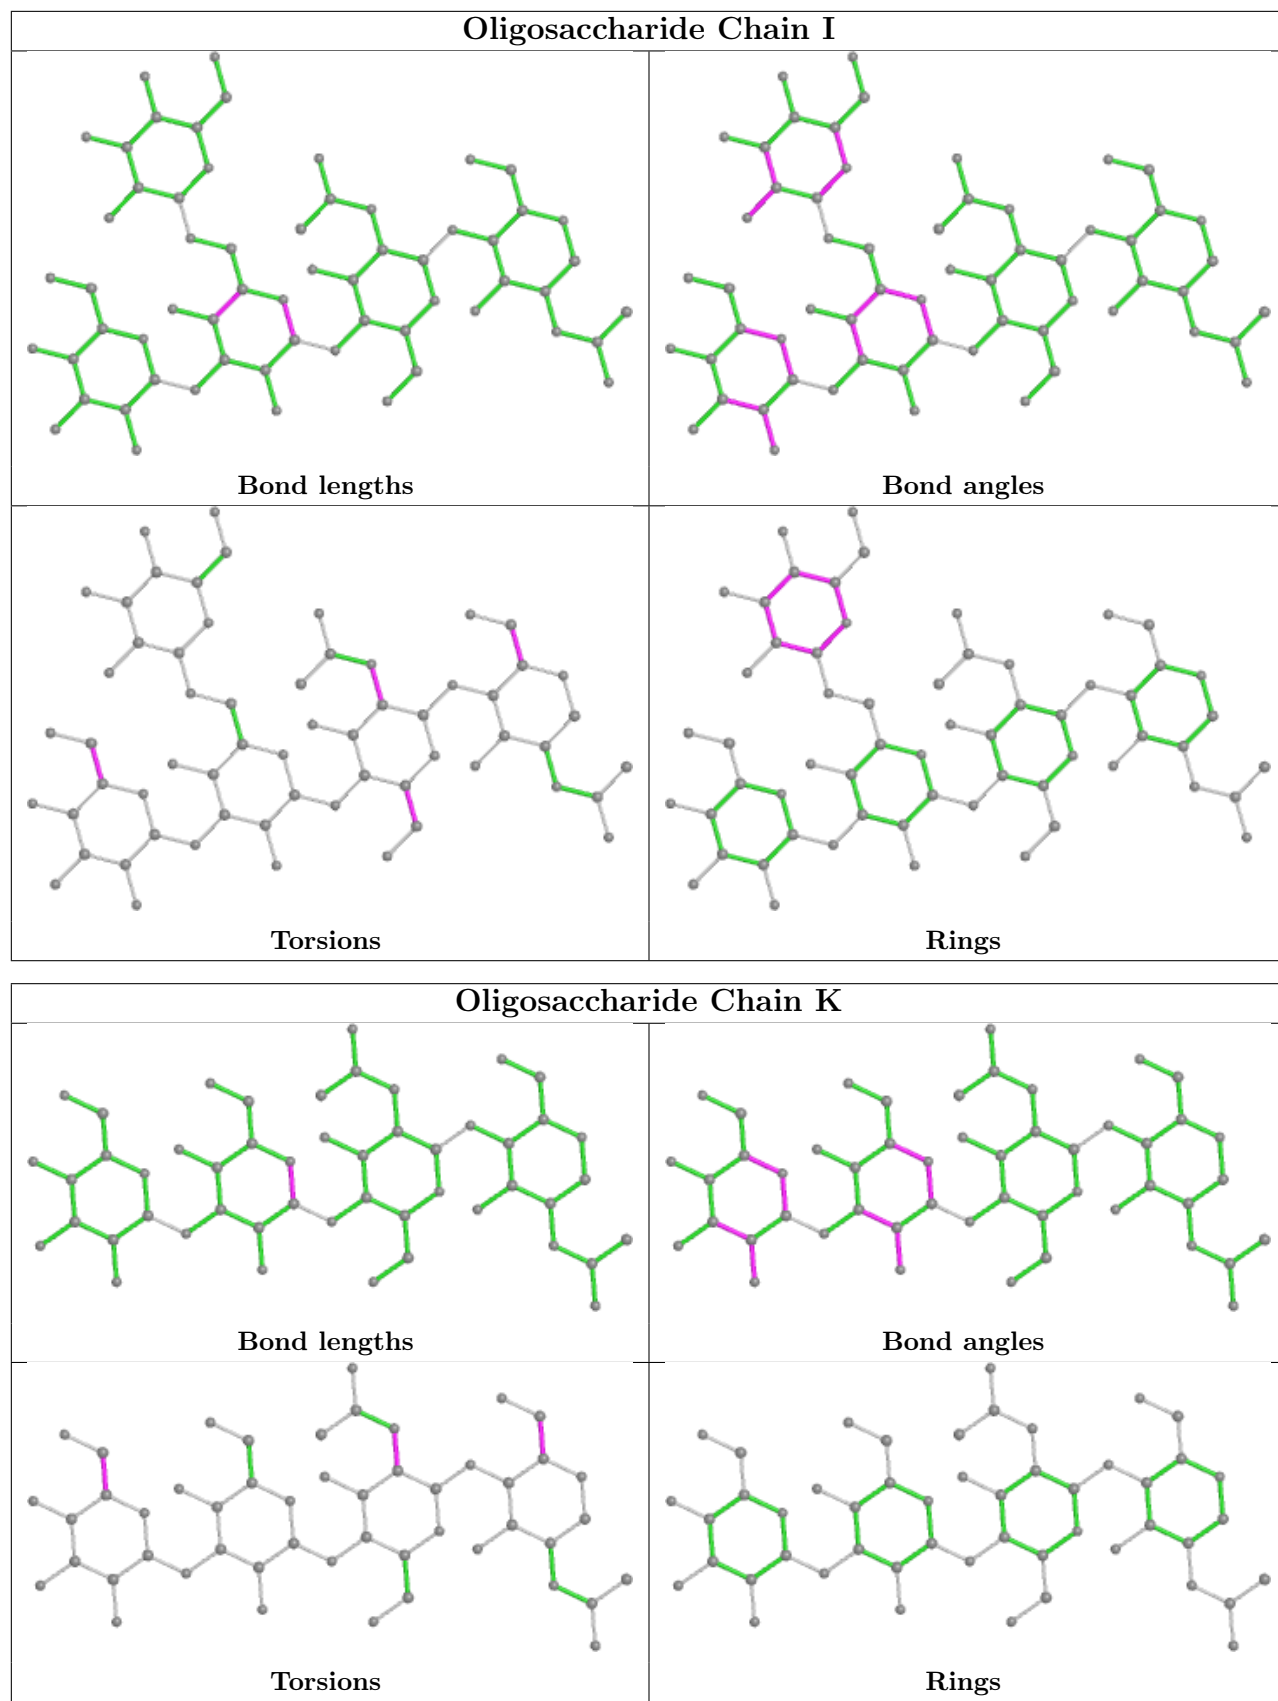 Oligosaccharide Chain I
Bond lengths
Bond angles
Torsions
Rings
Oligosaccharide Chain K
Bond lengths
Bond angles
Torsions
Rings